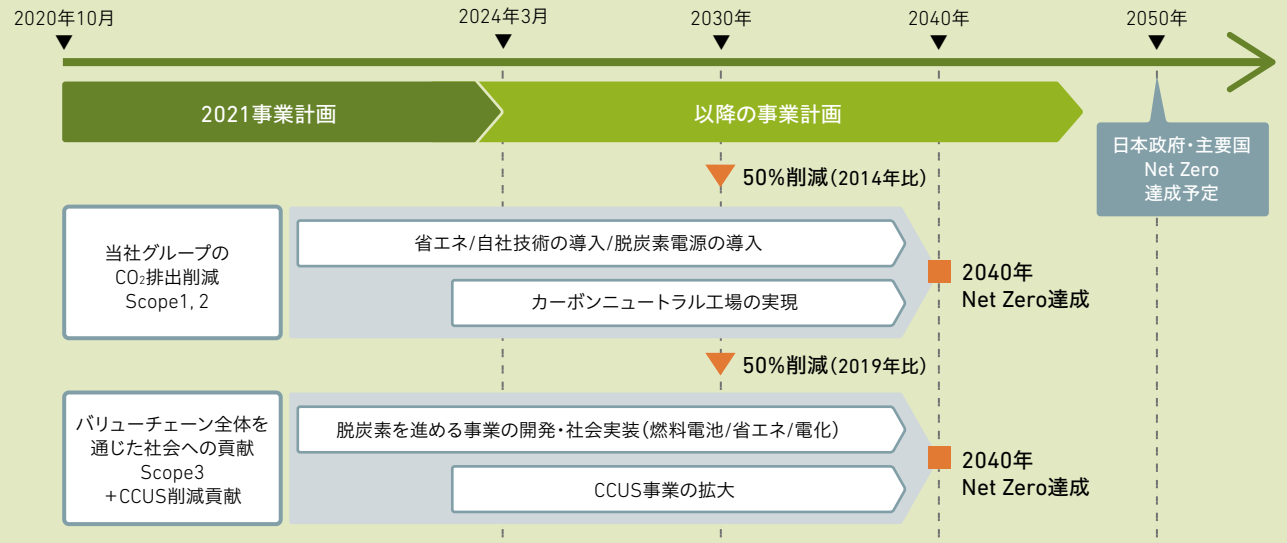 2020年10月
2024年3月
2030年
2040年
2050年
2021事業計画
以降の事業計画
日本政府・主要国
Net Zero
達成予定
50%削減（2014年比）
当社グループの
CO₂排出削減
Scope1, 2
省エネ/自社技術の導入/脱炭素電源の導入
カーボンニュートラル工場の実現
2040年
Net Zero達成
50%削減（2019年比）
バリューチェーン全体を
通じた社会への貢献
Scope3
＋CCUS削減貢献
脱炭素を進める事業の開発・社会実装（燃料電池/省エネ/電化）
CCUS事業の拡大
2040年
Net Zero達成